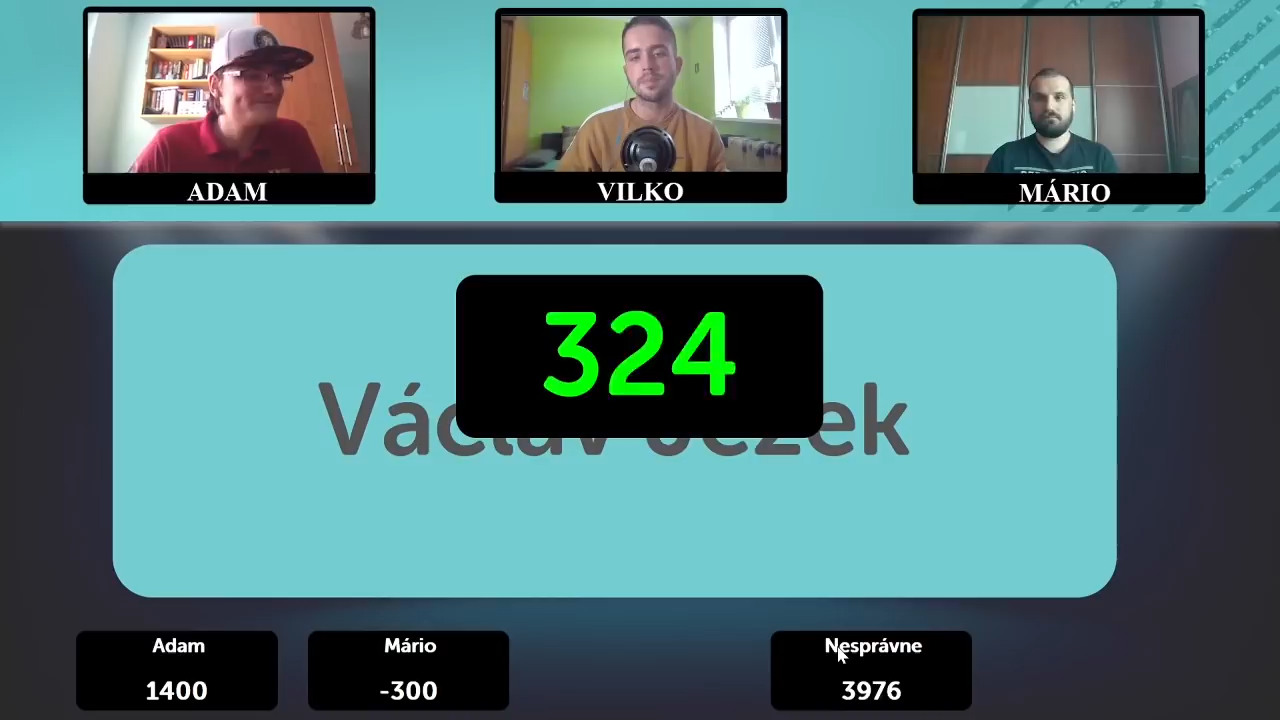 ADAM
VILKO
MÁRIO
324
Adam
Mário
Nesprávne
1400
-300
3976